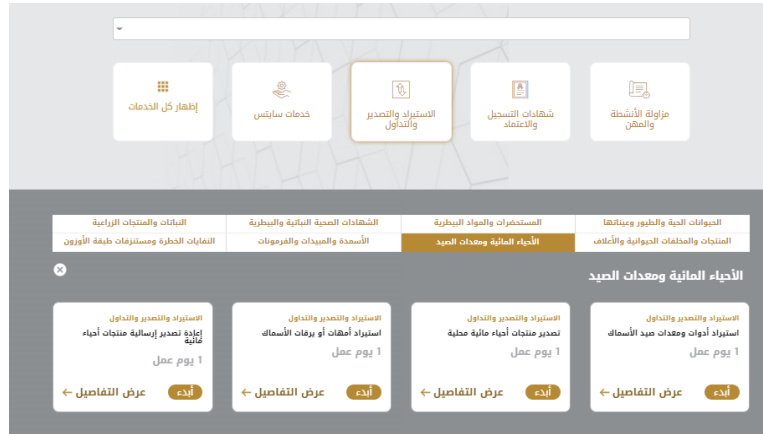 مزاولة الأنشطة
والمهن
شهادات التسجيل
والاعتماد
الاستيراد والتصدير
والتداول
خدمات سايتس
إظهار كل الخدمات
الحيوانات الحية والطيور وعيناتها
المستحضرات والمواد البيطرية
الشهادات الصحية النباتية والبيطرية
النباتات والمنتجات الزراعية
المنتجات والمخلفات الحيوانية والأعلاف
الأحياء المائية ومعدات الصيد
الأسمدة والمبيدات والفرمونات
النفايات الخطرة ومستنزفات طبقة الأوزون
الأحياء المائية ومعدات الصيد
الاستيراد والتصدير والتداول
استيراد أدوات ومعدات صيد الأسماك
1 يوم عمل
أبدء
عرض التفاصيل
الاستيراد والتصدير والتداول
تصدير منتجات أحياء مائية محلية
1 يوم عمل
أبدء
عرض التفاصيل
الاستيراد والتصدير والتداول
استيراد أمهات أو يرقات الأسماك
1 يوم عمل
أبدء
عرض التفاصيل
الاستيراد والتصدير والتداول
إعادة تصدير إرسالية منتجات أحياء
مائية
1 يوم عمل
أبدء
عرض التفاصيل